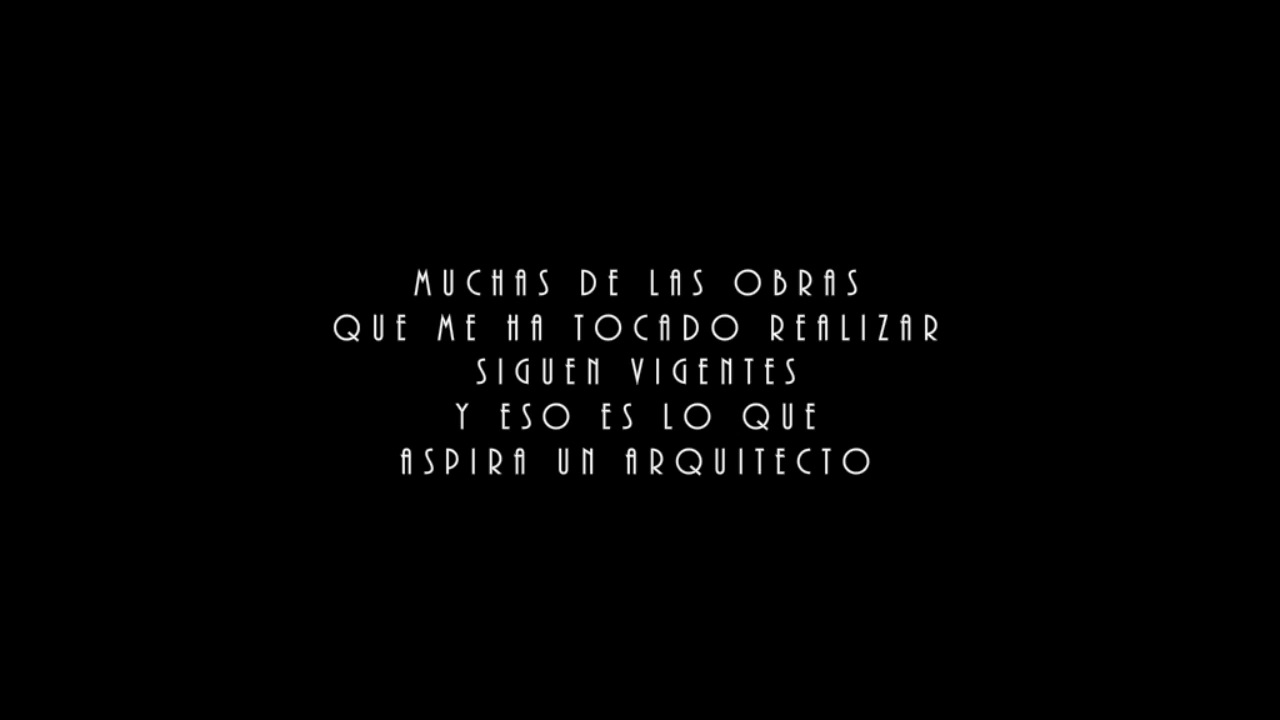 MUCHAS DE LAS OBRAS
QUE ME HA TOCADO REALIZAR
SIGUEN VIGENTES
Y ESO ES LO QUE
ASPIRA UN ARQUITECTO